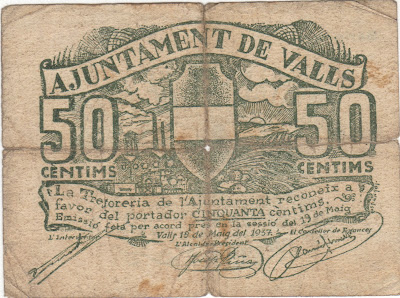 AJUNTAMENT DE VALLS
50 50
CENTIMS CENTIMS
La Tresoreria de l'Ajuntament reconeix a
favor del portador CINQUANTA cèntims.
Emissió feta per acord pres en la sessió del 19 de Maig
Valls 19 de Maig de 1937.
L'Interventor L'Alcalde-President El Conseller de Finances